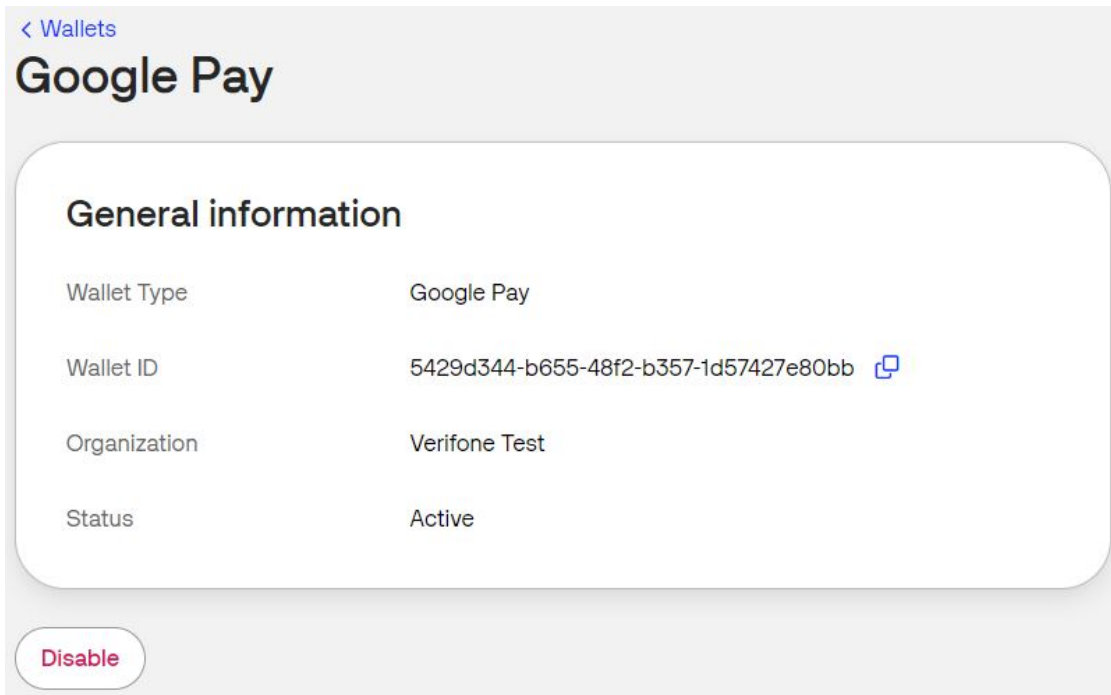 Wallets
Google Pay
General information
Wallet Type Google Pay
Wallet ID 5429d344-b655-48f2-b357-1d57427e80bb
Organization Verifone Test
Status Active
Disable